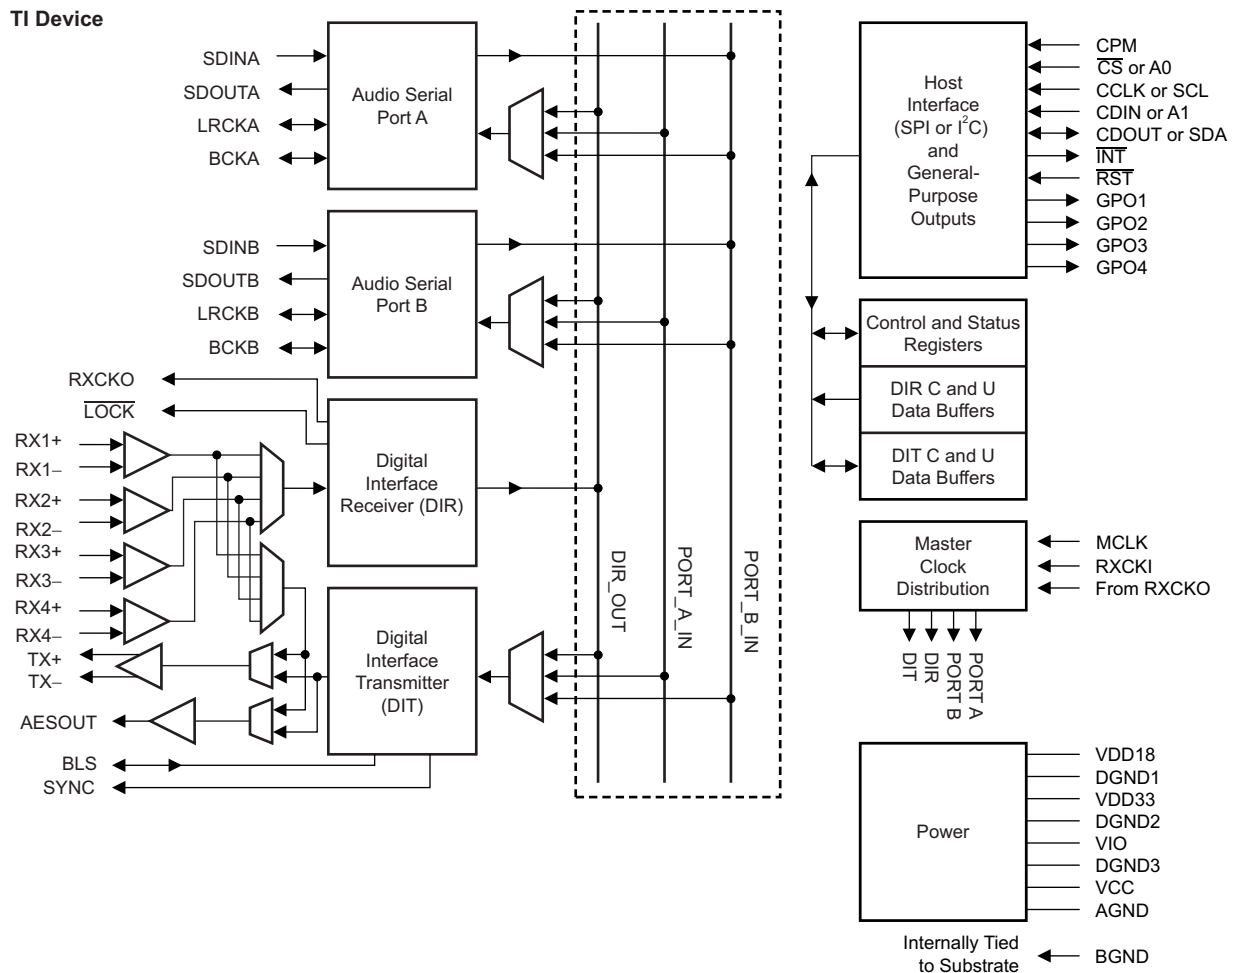 TI Device
SDINA
SDOUTA
LRCKA
BCKA
Audio Serial
Port A
SDINB
SDOUTB
LRCKB
BCKB
Audio Serial
Port B
RXCKO
LOCK
RX1+
RX1–
RX2+
RX2–
RX3+
RX3–
RX4+
RX4–
TX+
TX–
AESOUT
BLS
SYNC
Digital
Interface
Receiver (DIR)
Digital
Interface
Transmitter
(DIT)
DIR_OUT
PORT_A_IN
PORT_B_IN
Host
Interface
(SPI or I²C)
and
General-
Purpose
Outputs
CPM
CS or A0
CCLK or SCL
CDIN or A1
CDOUT or SDA
INT
RST
GPO1
GPO2
GPO3
GPO4
Control and Status
Registers
DIR C and U
Data Buffers
DIT C and U
Data Buffers
Master
Clock
Distribution
MCLK
RXCKI
From RXCKO
DIT
DIR
PORT B
PORT A
Power
VDD18
DGND1
VDD33
DGND2
VIO
DGND3
VCC
AGND
Internally Tied
to Substrate
BGND